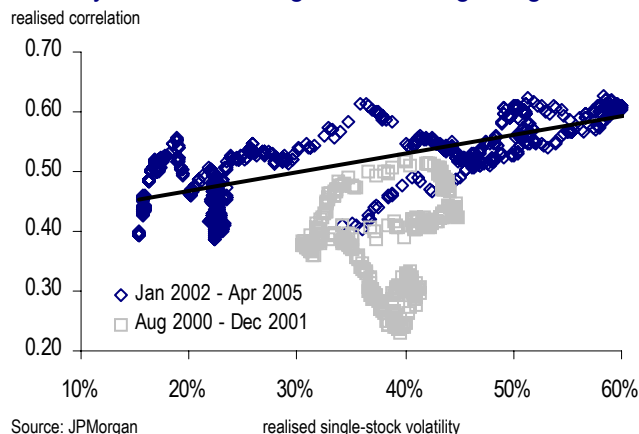 realised correlation
0.70
0.60
0.50
0.40
0.30
0.20
Jan 2002 - Apr 2005
Aug 2000 - Dec 2001
10% 20% 30% 40% 50% 60%
Source: JPMorgan realised single-stock volatility